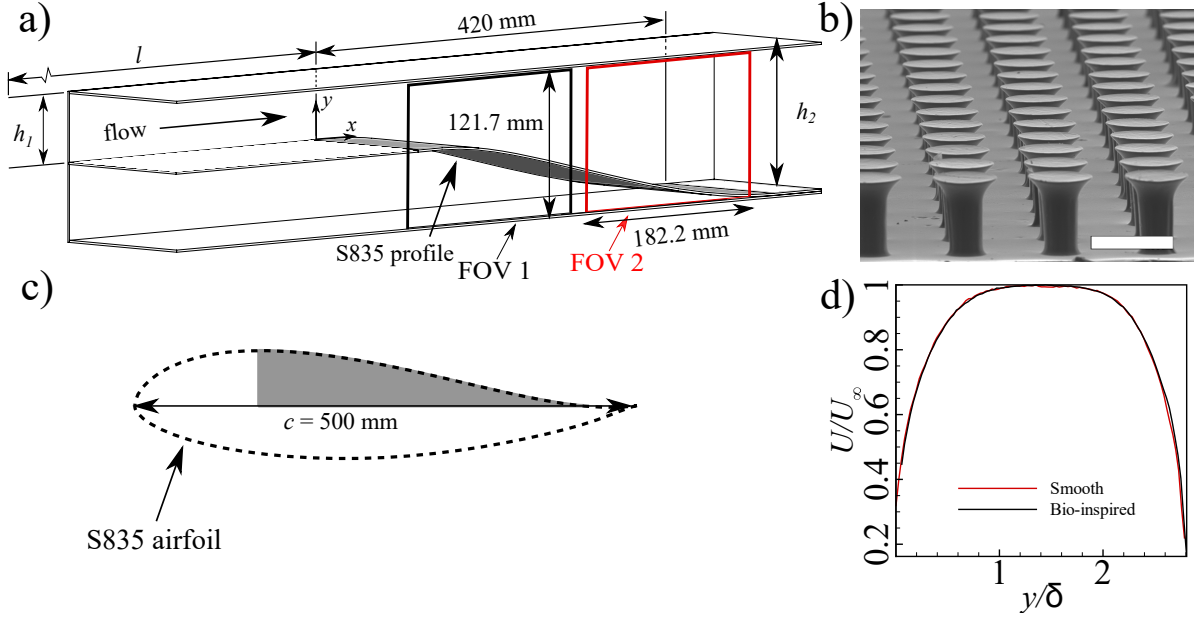 a)
420 mm
l
h1
y
x
flow
121.7 mm
h2
S835 profile
FOV 1
FOV 2
182.2 mm
b)
c)
c = 500 mm
S835 airfoil
d)
1
0.8
0.6
0.4
0.2
U/U∞
Smooth
Bio-inspired
1
2
y/δ